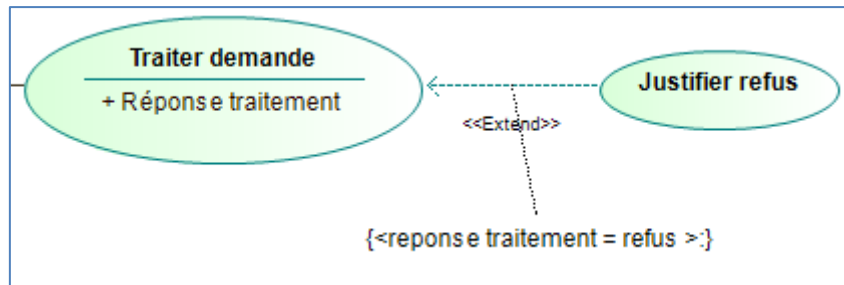 Traiter demande
+ Réponse traitement
Justifier refus
<<Extend>>
{<reponse traitement = refus >:}